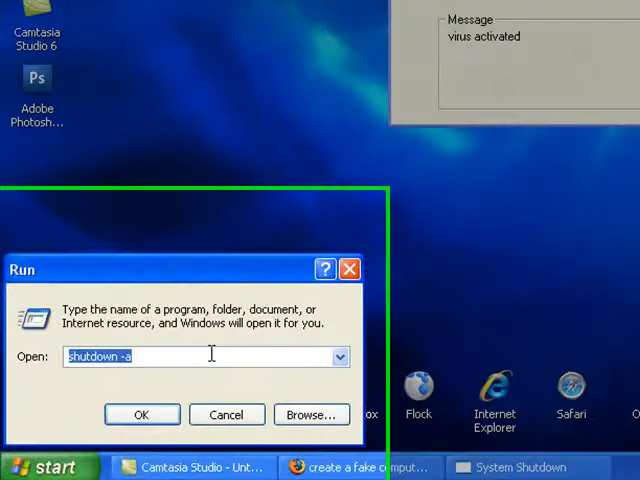 Camtasia
Studio 6
Ps
Adobe
Photosh...
Message
virus activated
Run
Type the name of a program, folder, document, or
Internet resource, and Windows will open it for you.
Open: shutdown -a
OK Cancel Browse...
ox
Flock
Internet
Explorer
Safari
O
start
Camtasia Studio - Unt...
create a fake comput...
System Shutdown